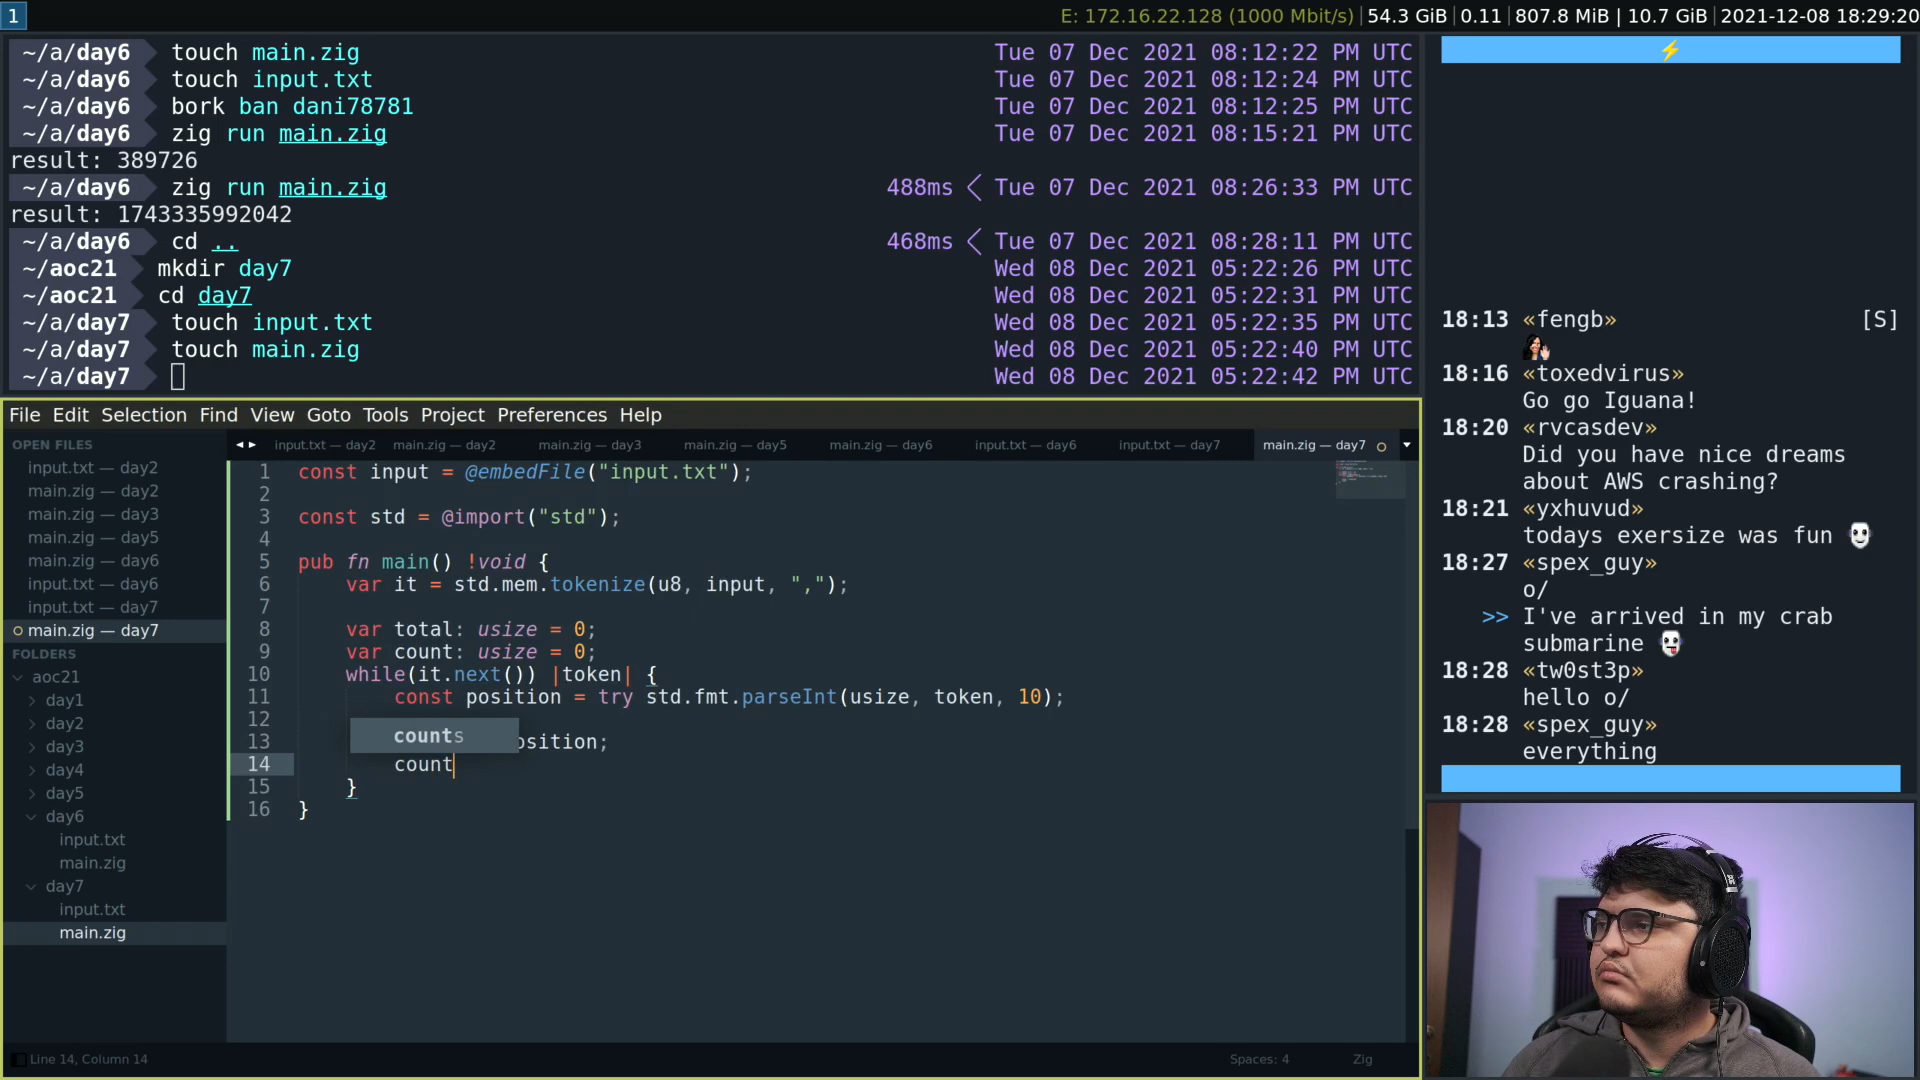 1
E: 172.16.22.128 (1000 Mbit/s) | 54.3 GiB | 0.11 | 807.8 MiB | 10.7 GiB | 2021-12-08 18:29:20
~/a/day6 touch main.zig Tue 07 Dec 2021 08:12:22 PM UTC
~/a/day6 touch input.txt Tue 07 Dec 2021 08:12:24 PM UTC
~/a/day6 bork ban dani78781 Tue 07 Dec 2021 08:12:25 PM UTC
~/a/day6 zig run main.zig Tue 07 Dec 2021 08:15:21 PM UTC
result: 389726
~/a/day6 zig run main.zig 488ms Tue 07 Dec 2021 08:26:33 PM UTC
result: 1743335992042
~/a/day6 cd .. 468ms Tue 07 Dec 2021 08:28:11 PM UTC
~/aoc21 mkdir day7 Wed 08 Dec 2021 05:22:26 PM UTC
~/aoc21 cd day7 Wed 08 Dec 2021 05:22:31 PM UTC
~/a/day7 touch input.txt Wed 08 Dec 2021 05:22:35 PM UTC
~/a/day7 touch main.zig Wed 08 Dec 2021 05:22:40 PM UTC
~/a/day7 Wed 08 Dec 2021 05:22:42 PM UTC
File Edit Selection Find View Goto Tools Project Preferences Help
OPEN FILES
input.txt — day2
main.zig — day2
main.zig — day3
main.zig — day5
main.zig — day6
input.txt — day6
input.txt — day7
main.zig — day7
FOLDERS
aoc21
day1
day2
day3
day4
day5
day6
input.txt
main.zig
day7
input.txt
main.zig
input.txt — day2 main.zig — day2 main.zig — day3 main.zig — day5 main.zig — day6 input.txt — day6 input.txt — day7 main.zig — day7
1 const input = @embedFile("input.txt");
2
3 const std = @import("std");
4
5 pub fn main() !void {
6 var it = std.mem.tokenize(u8, input, ",");
7
8 var total: usize = 0;
9 var count: usize = 0;
10 while(it.next()) |token| {
11 const position = try std.fmt.parseInt(usize, token, 10);
12
counts
13 osition;
14 count
15 }
16 }
Line 14, Column 14 Spaces: 4 Zig
18:13 «fengb» [S]
18:16 «toxedvirus»
Go go Iguana!
18:20 «rvcasdev»
Did you have nice dreams
about AWS crashing?
18:21 «yxhuvud»
todays exersize was fun
18:27 «spex_guy»
o/
>> I've arrived in my crab
submarine
18:28 «tw0st3p»
hello o/
18:28 «spex_guy»
everything